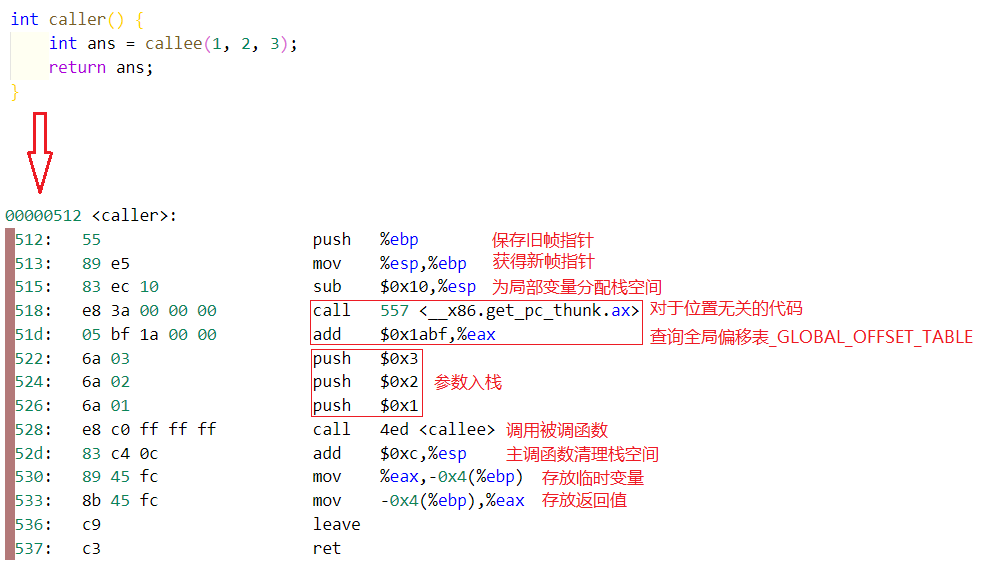 int caller() {
    int ans = callee(1, 2, 3);
    return ans;
}
00000512 <caller>:
512: 55 push %ebp 保存旧帧指针
513: 89 e5 mov %esp,%ebp 获得新帧指针
515: 83 ec 10 sub $0x10,%esp 为局部变量分配栈空间
518: e8 3a 00 00 00 call 557 <__x86.get_pc_thunk.ax> 对于位置无关的代码
51d: 05 bf 1a 00 00 add $0x1abf,%eax 查询全局偏移表_GLOBAL_OFFSET_TABLE
522: 6a 03 push $0x3
524: 6a 02 push $0x2 参数入栈
526: 6a 01 push $0x1
528: e8 c0 ff ff ff call 4ed <callee> 调用被调函数
52d: 83 c4 0c add $0xc,%esp 主调函数清理栈空间
530: 89 45 fc mov %eax,-0x4(%ebp) 存放临时变量
533: 8b 45 fc mov -0x4(%ebp),%eax 存放返回值
536: c9 leave
537: c3 ret